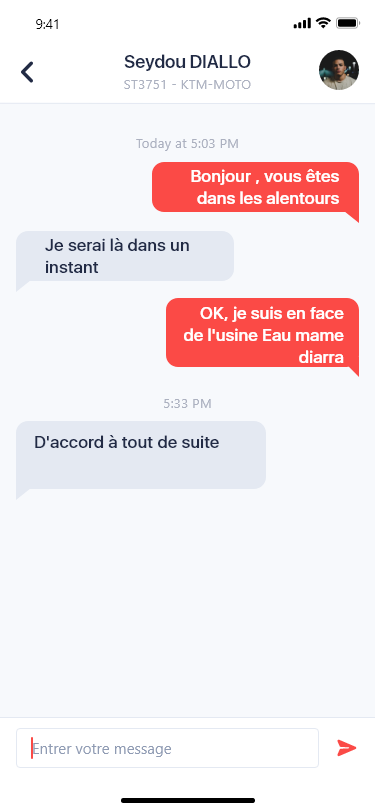 9:41
Seydou DIALLO
ST3751 - KTM-MOTO
Today at 5:03 PM
Bonjour , vous êtes
dans les alentours
Je serai là dans un
instant
OK, je suis en face
de l'usine Eau mame
diarra
5:33 PM
D'accord à tout de suite
Entrer votre message